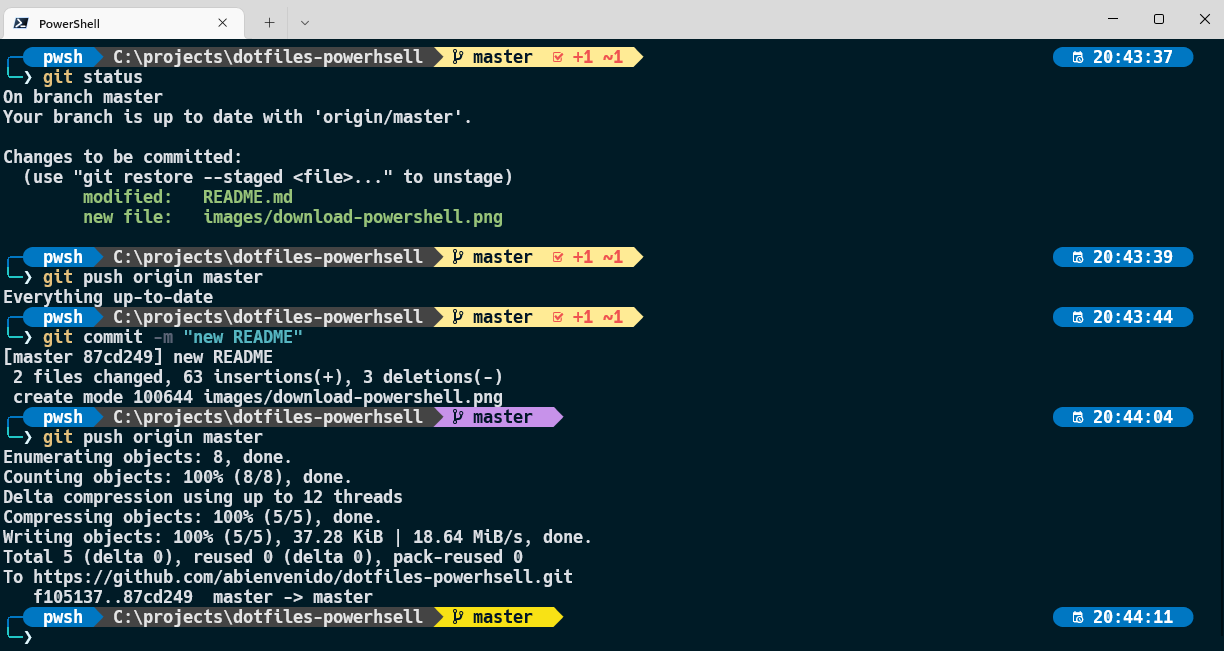 PowerShell
pwsh C:\projects\dotfiles-powerhsell master +1 ~1 20:43:37
❯ git status
On branch master
Your branch is up to date with 'origin/master'.
Changes to be committed:
(use "git restore --staged <file>..." to unstage)
modified: README.md
new file: images/download-powershell.png
pwsh C:\projects\dotfiles-powerhsell master +1 ~1 20:43:39
❯ git push origin master
Everything up-to-date
pwsh C:\projects\dotfiles-powerhsell master +1 ~1 20:43:44
❯ git commit -m "new README"
[master 87cd249] new README
2 files changed, 63 insertions(+), 3 deletions(-)
create mode 100644 images/download-powershell.png
pwsh C:\projects\dotfiles-powerhsell master 20:44:04
❯ git push origin master
Enumerating objects: 8, done.
Counting objects: 100% (8/8), done.
Delta compression using up to 12 threads
Compressing objects: 100% (5/5), done.
Writing objects: 100% (5/5), 37.28 KiB | 18.64 MiB/s, done.
Total 5 (delta 0), reused 0 (delta 0), pack-reused 0
To https://github.com/abienvenido/dotfiles-powerhsell.git
f105137..87cd249 master -> master
pwsh C:\projects\dotfiles-powerhsell master 20:44:11
❯